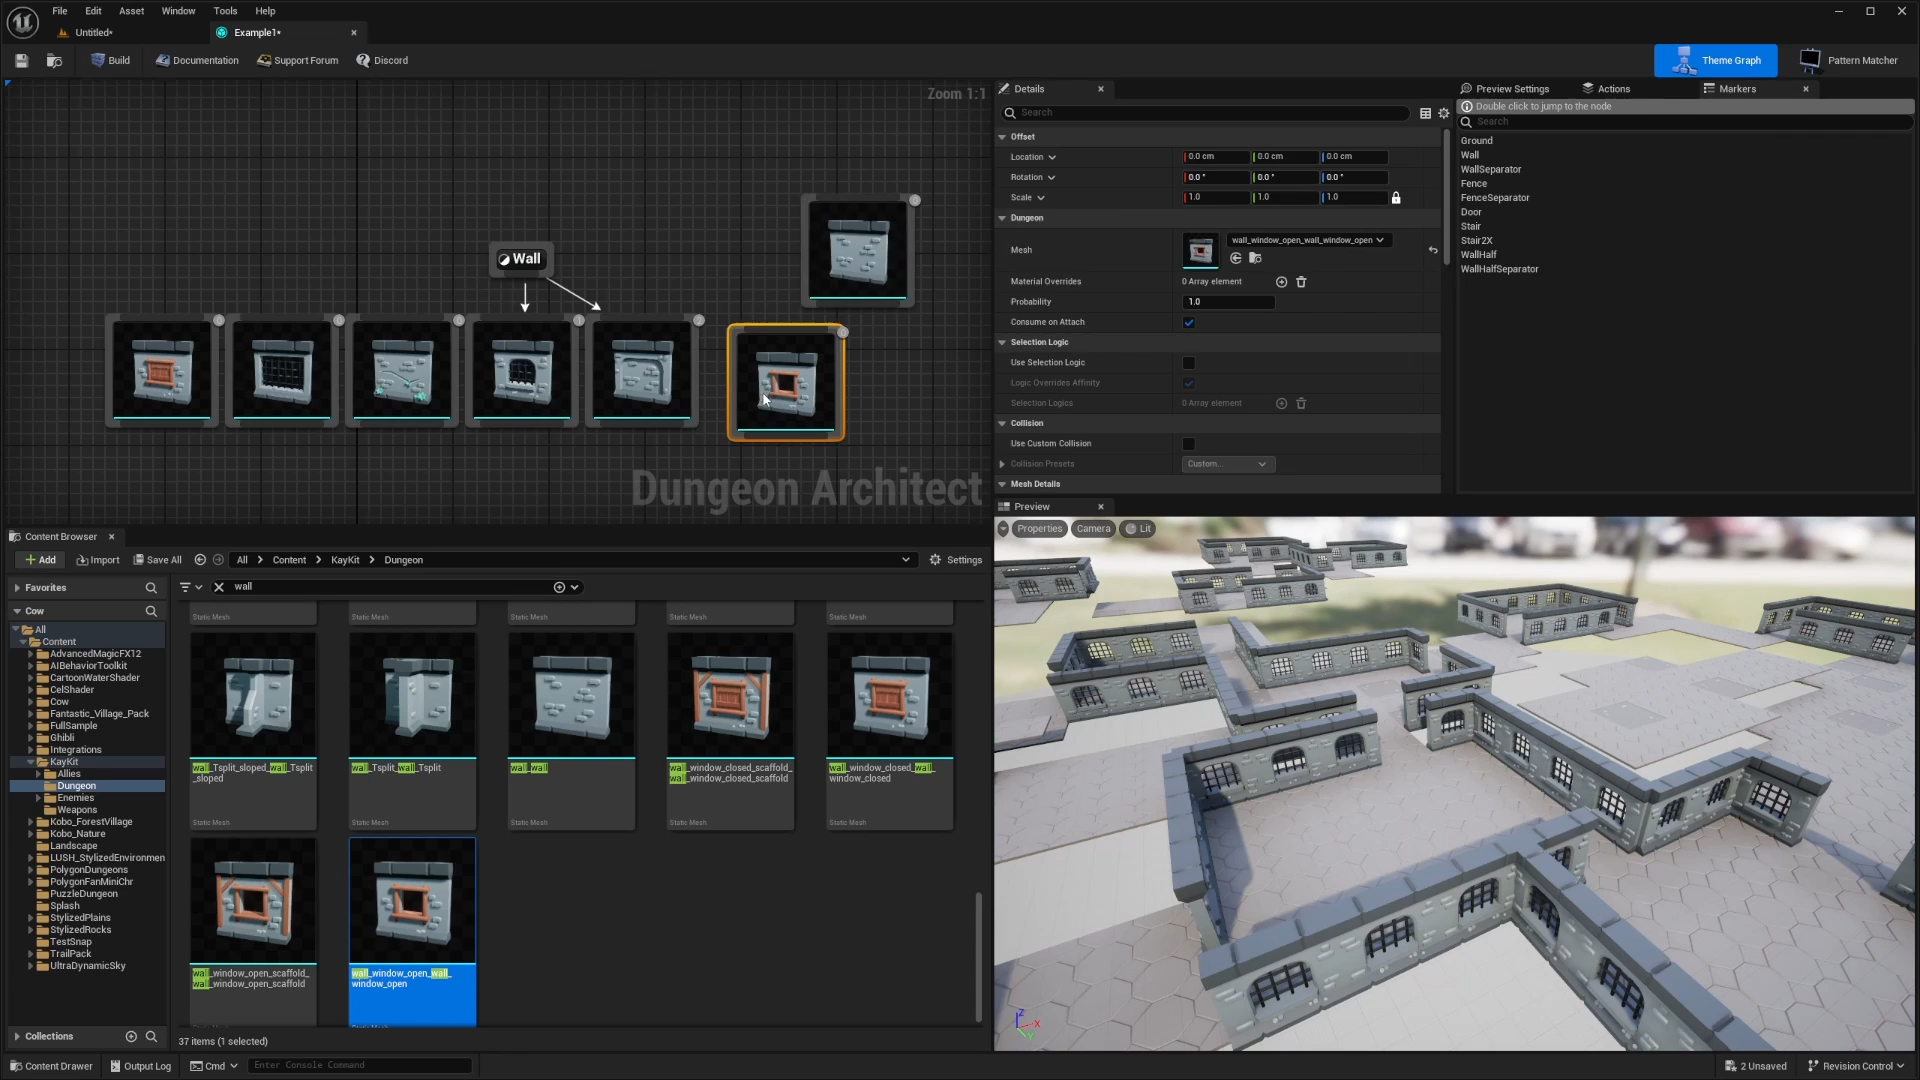 File Edit Asset Window Tools Help
Untitled* Example1*
Build Documentation Support Forum Discord
Theme Graph Pattern Matcher
Zoom 1:1
Wall
Dungeon Architect
Details
Search
Offset
Location 0.0 cm 0.0 cm 0.0 cm
Rotation 0.0 ° 0.0 ° 0.0 °
Scale 1.0 1.0 1.0
Dungeon
Mesh wall_window_open_wall_window_open
Material Overrides 0 Array element
Probability 1.0
Consume on Attach
Selection Logic
Use Selection Logic
Logic Overrides Affinity
Selection Logics 0 Array element
Collision
Use Custom Collision
Collision Presets Custom...
Mesh Details
Preview Settings Actions Markers
Double click to jump to the node
Search
Ground
Wall
WallSeparator
Fence
FenceSeparator
Door
Stair
Stair2X
WallHalf
WallHalfSeparator
Preview
Properties Camera Lit
Z X Y
Content Browser
Add Import Save All All Content KayKit Dungeon Settings
Favorites
wall
Cow
All
Content
AdvancedMagicFX12
AIBehaviorToolkit
CartoonWaterShader
CelShader
Cow
Fantastic_Village_Pack
FullSample
Ghibli
Integrations
KayKit
Allies
Dungeon
Enemies
Weapons
Kobo_ForestVillage
Kobo_Nature
Landscape
LUSH_StylizedEnvironmen
PolygonDungeons
PolygonFanMiniChr
PuzzleDungeon
Splash
StylizedPlains
StylizedRocks
TestSnap
TrailPack
UltraDynamicSky
Collections
Static Mesh Static Mesh Static Mesh Static Mesh Static Mesh
wall_Tsplit_sloped_wall_Tsplit
_sloped
Static Mesh
wall_Tsplit_wall_Tsplit
Static Mesh
wall_wall
Static Mesh
wall_window_closed_scaffold_
wall_window_closed_scaffold
Static Mesh
wall_window_closed_wall_
window_closed
Static Mesh
wall_window_open_scaffold_
wall_window_open_scaffold
wall_window_open_wall_
window_open
37 items (1 selected)
Content Drawer Output Log Cmd Enter Console Command
2 Unsaved Revision Control